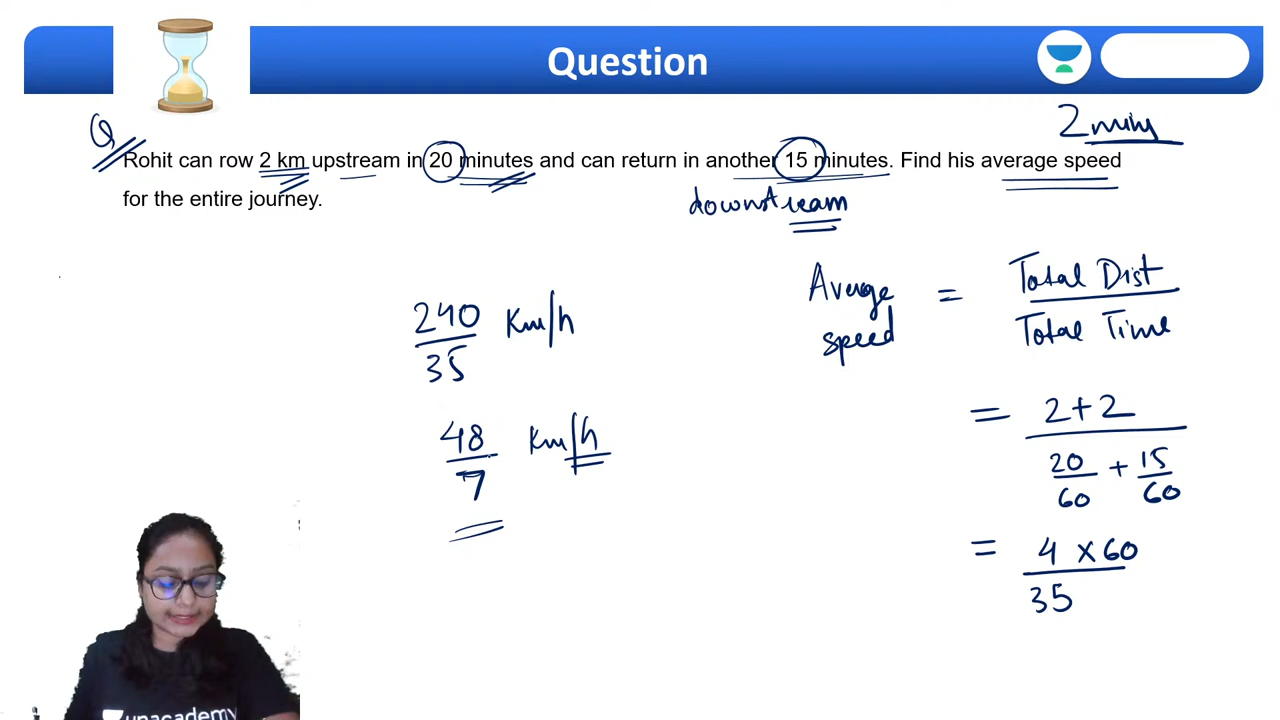 Question
2 mins
Q
Rohit can row 2 km upstream in 20 minutes and can return in another 15 minutes. Find his average speed
for the entire journey.
downstream
Average speed = Total Dist / Total Time
= 2+2 / 20/60 + 15/60
= 4 x 60 / 35
240/35 Km/h
48/7 Km/h
unacademy